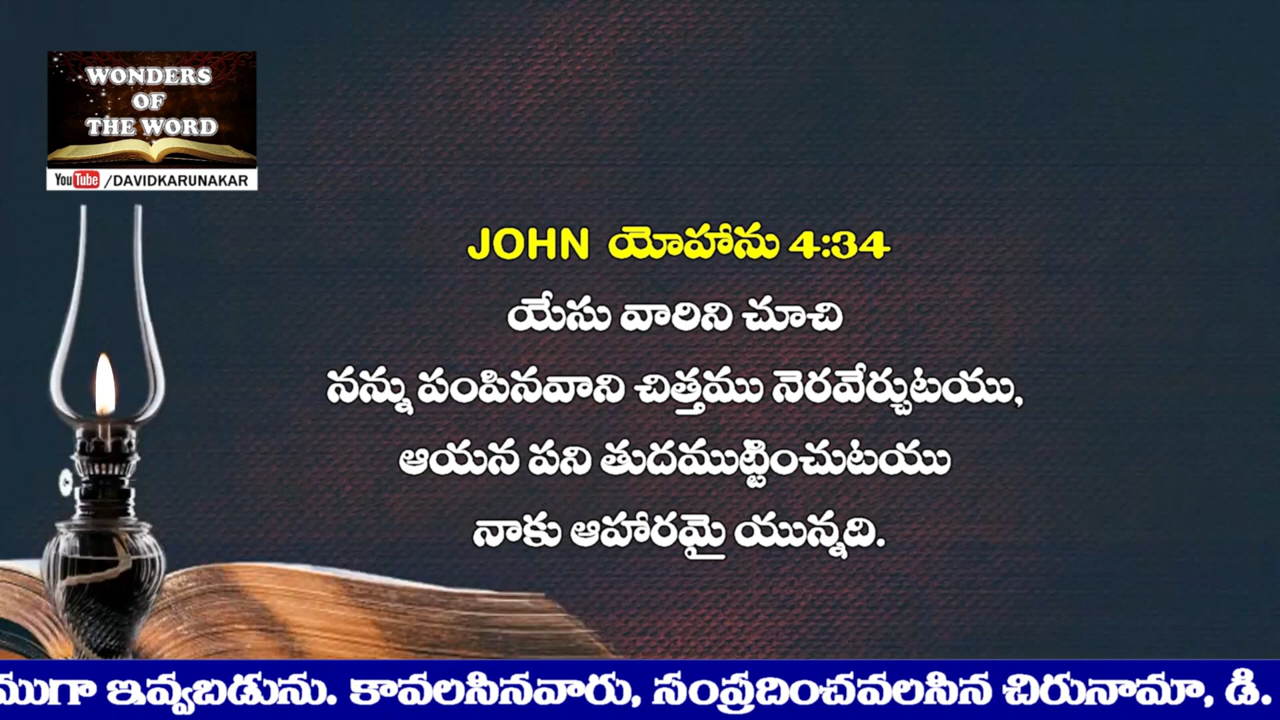 WONDERS
OF
THE WORD
YouTube /DAVIDKARUNAKAR
JOHN యోహాను 4:34
యేసు వారిని చూచి
నన్ను పంపినవాని చిత్తము నెరవేర్చుటయు,
ఆయన పని తుదముట్టించుటయు
నాకు ఆహారమై యున్నది.
ముగా ఇవ్వబడును. కావలసినవారు, సంప్రదించవలసిన చిరునామా, డి.